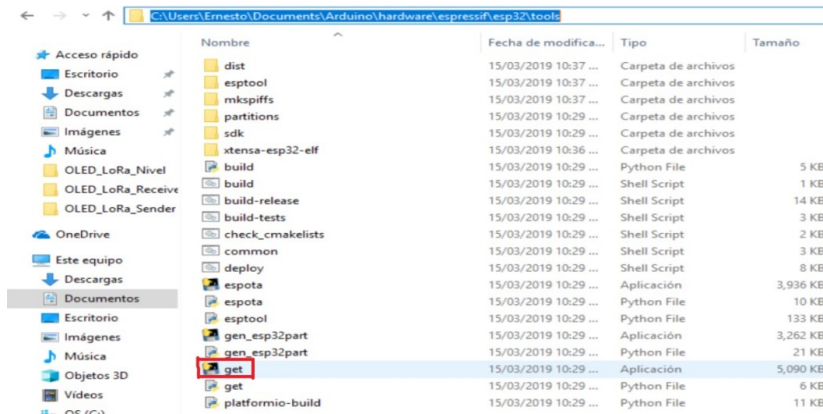 C:\Users\Ernesto\Documents\Arduino\hardware\espressif\esp32\tools
Acceso rápido
Escritorio
Descargas
Documentos
Imágenes
Música
OLED_LoRa_Nivel
OLED_LoRa_Receive
OLED_LoRa_Sender
OneDrive
Este equipo
Descargas
Documentos
Escritorio
Imágenes
Música
Objetos 3D
Vídeos
OS (C:)
Nombre Fecha de modifica... Tipo Tamaño
dist 15/03/2019 10:37 ... Carpeta de archivos
esptool 15/03/2019 10:37 ... Carpeta de archivos
mkspiffs 15/03/2019 10:37 ... Carpeta de archivos
partitions 15/03/2019 10:29 ... Carpeta de archivos
sdk 15/03/2019 10:29 ... Carpeta de archivos
xtensa-esp32-elf 15/03/2019 10:36 ... Carpeta de archivos
build 15/03/2019 10:29 ... Python File 5 KB
build 15/03/2019 10:29 ... Shell Script 1 KB
build-release 15/03/2019 10:29 ... Shell Script 14 KB
build-tests 15/03/2019 10:29 ... Shell Script 3 KB
check_cmakelists 15/03/2019 10:29 ... Shell Script 2 KB
common 15/03/2019 10:29 ... Shell Script 3 KB
deploy 15/03/2019 10:29 ... Shell Script 8 KB
espota 15/03/2019 10:29 ... Aplicación 3,936 KB
espota 15/03/2019 10:29 ... Python File 10 KB
esptool 15/03/2019 10:29 ... Python File 133 KB
gen_esp32part 15/03/2019 10:29 ... Aplicación 3,262 KB
gen_esp32part 15/03/2019 10:29 ... Python File 21 KB
get 15/03/2019 10:29 ... Aplicación 5,090 KB
get 15/03/2019 10:29 ... Python File 6 KB
platformio-build 15/03/2019 10:29 ... Python File 11 KB